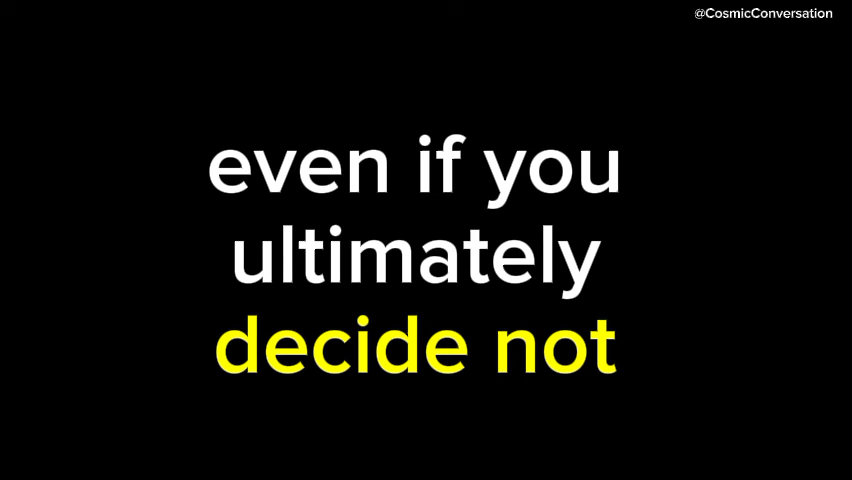 @CosmicConversation
even if you
ultimately
decide not